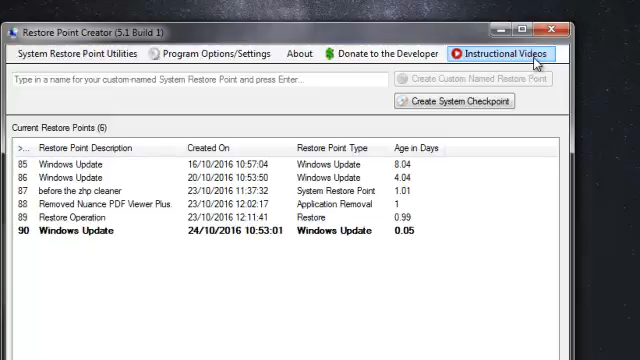 Restore Point Creator (5.1 Build 1)
System Restore Point Utilities Program Options/Settings About Donate to the Developer Instructional Videos
Type in a name for your custom-named System Restore Point and press Enter... Create Custom Named Restore Point
Create System Checkpoint
Current Restore Points (6)
>... Restore Point Description Created On Restore Point Type Age in Days
85 Windows Update 16/10/2016 10:57:04 Windows Update 8.04
86 Windows Update 20/10/2016 10:53:50 Windows Update 4.04
87 before the zhp cleaner 23/10/2016 11:37:32 System Restore Point 1.01
88 Removed Nuance PDF Viewer Plus. 23/10/2016 12:02:17 Application Removal 1
89 Restore Operation 23/10/2016 12:11:41 Restore 0.99
90 Windows Update 24/10/2016 10:53:01 Windows Update 0.05